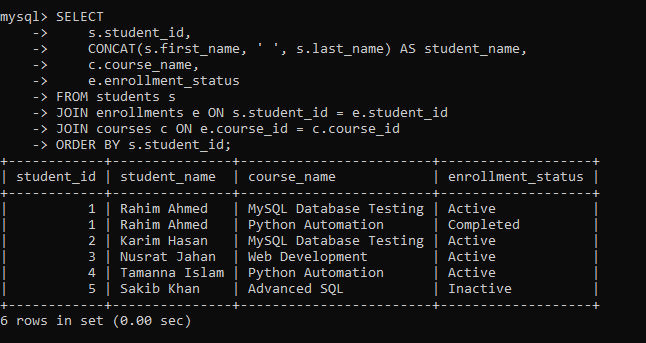 mysql> SELECT
    ->     s.student_id,
    ->     CONCAT(s.first_name, ' ', s.last_name) AS student_name,
    ->     c.course_name,
    ->     e.enrollment_status
    -> FROM students s
    -> JOIN enrollments e ON s.student_id = e.student_id
    -> JOIN courses c ON e.course_id = c.course_id
    -> ORDER BY s.student_id;
+------------+---------------+------------------------+-------------------+
| student_id | student_name  | course_name            | enrollment_status |
+------------+---------------+------------------------+-------------------+
|          1 | Rahim Ahmed   | MySQL Database Testing | Active            |
|          1 | Rahim Ahmed   | Python Automation      | Completed         |
|          2 | Karim Hasan   | MySQL Database Testing | Active            |
|          3 | Nusrat Jahan  | Web Development        | Active            |
|          4 | Tamanna Islam | Python Automation      | Active            |
|          5 | Sakib Khan    | Advanced SQL           | Inactive          |
+------------+---------------+------------------------+-------------------+
6 rows in set (0.00 sec)